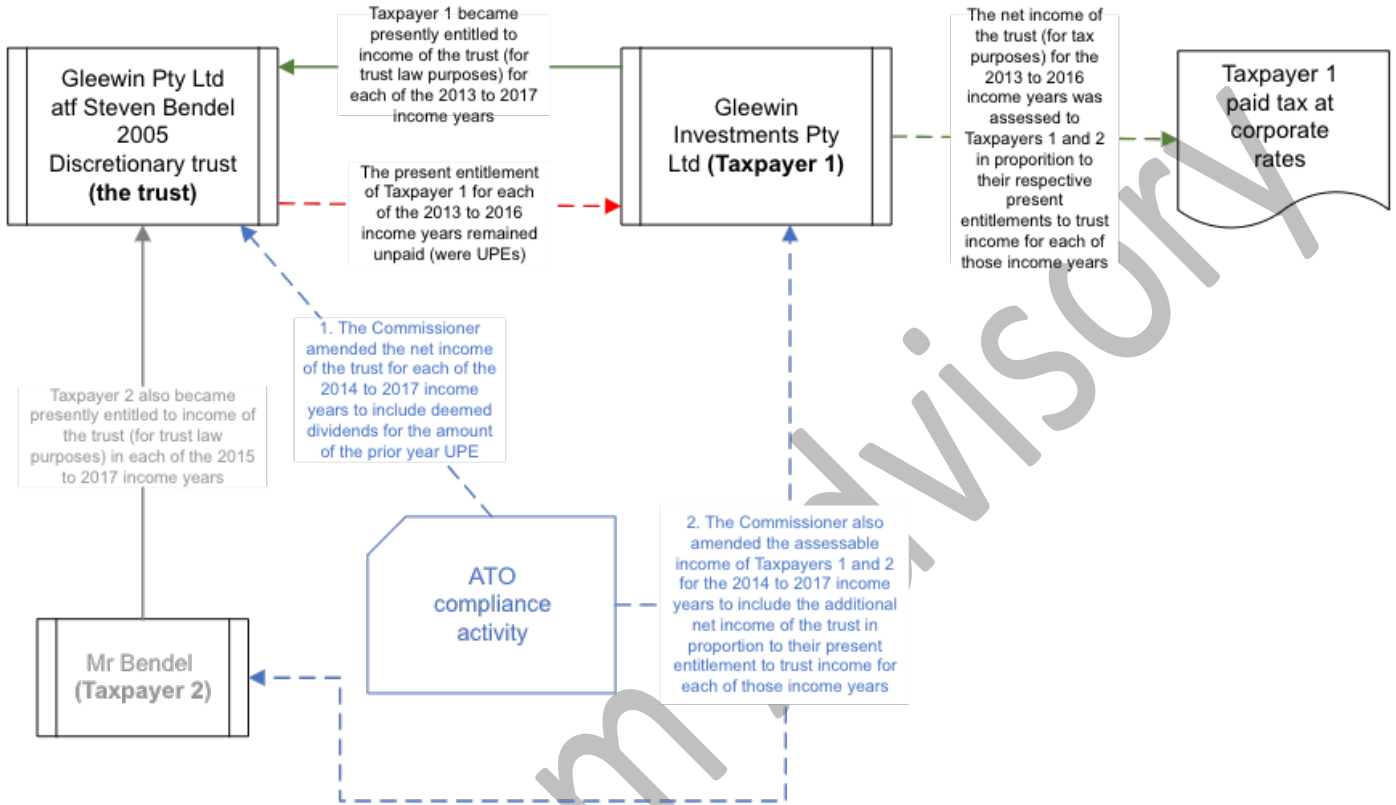 Taxpayer 1 became
presently entitled to
income of the trust (for
trust law purposes) for
each of the 2013 to 2017
income years
The net income of
the trust (for tax
purposes) for the
2013 to 2016
income years was
assessed to
Taxpayers 1 and 2
in proporition to
their respective
present
entitlements to trust
income for each of
those income years
Gleewin Pty Ltd
atf Steven Bendel
2005
Discretionary trust
(the trust)
Gleewin
Investments Pty
Ltd (Taxpayer 1)
Taxpayer 1
paid tax at
corporate
rates
The present entitlement
of Taxpayer 1 for each
of the 2013 to 2016
income years remained
unpaid (were UPEs)
1. The Commissioner
amended the net income
of the trust for each of the
2014 to 2017 income
years to include deemed
dividends for the amount
of the prior year UPE
Taxpayer 2 also became
presently entitled to income of
the trust (for trust law
purposes) in each of the 2015
to 2017 income years
ATO
compliance
activity
2. The Commissioner also
amended the assessable
income of Taxpayers 1 and 2
for the 2014 to 2017 income
years to include the additional
net income of the trust in
proportion to their present
entitlement to trust income for
each of those income years
Mr Bendel
(Taxpayer 2)